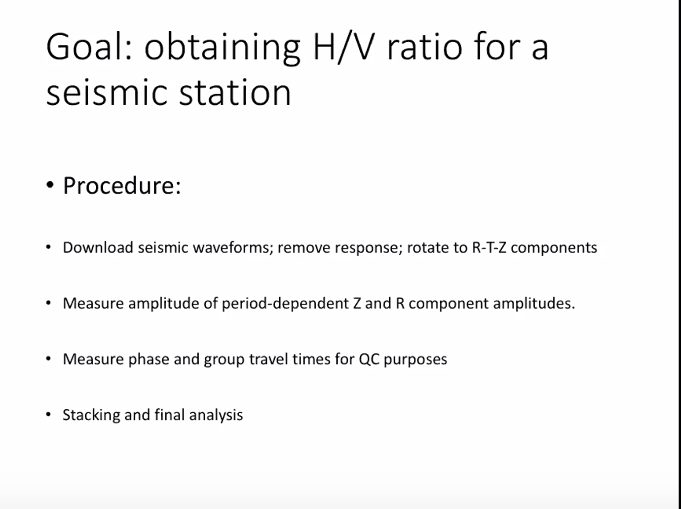 Goal: obtaining H/V ratio for a
seismic station
• Procedure:
• Download seismic waveforms; remove response; rotate to R-T-Z components
• Measure amplitude of period-dependent Z and R component amplitudes.
• Measure phase and group travel times for QC purposes
• Stacking and final analysis